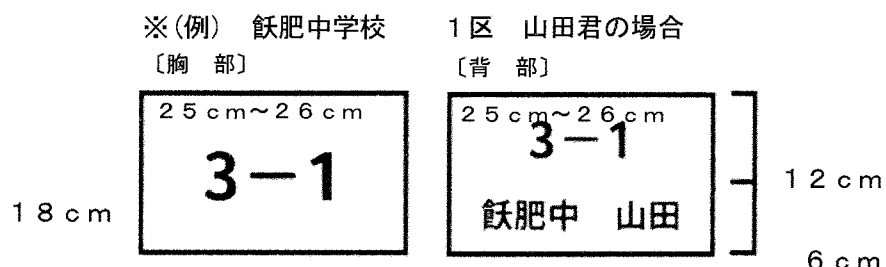 ※（例）　飫肥中学校　　1区　山田君の場合
〔胸　部〕　〔背　部〕
25cm～26cm　25cm～26cm
3－1　3－1
12cm
18cm　飫肥中　山田
6cm